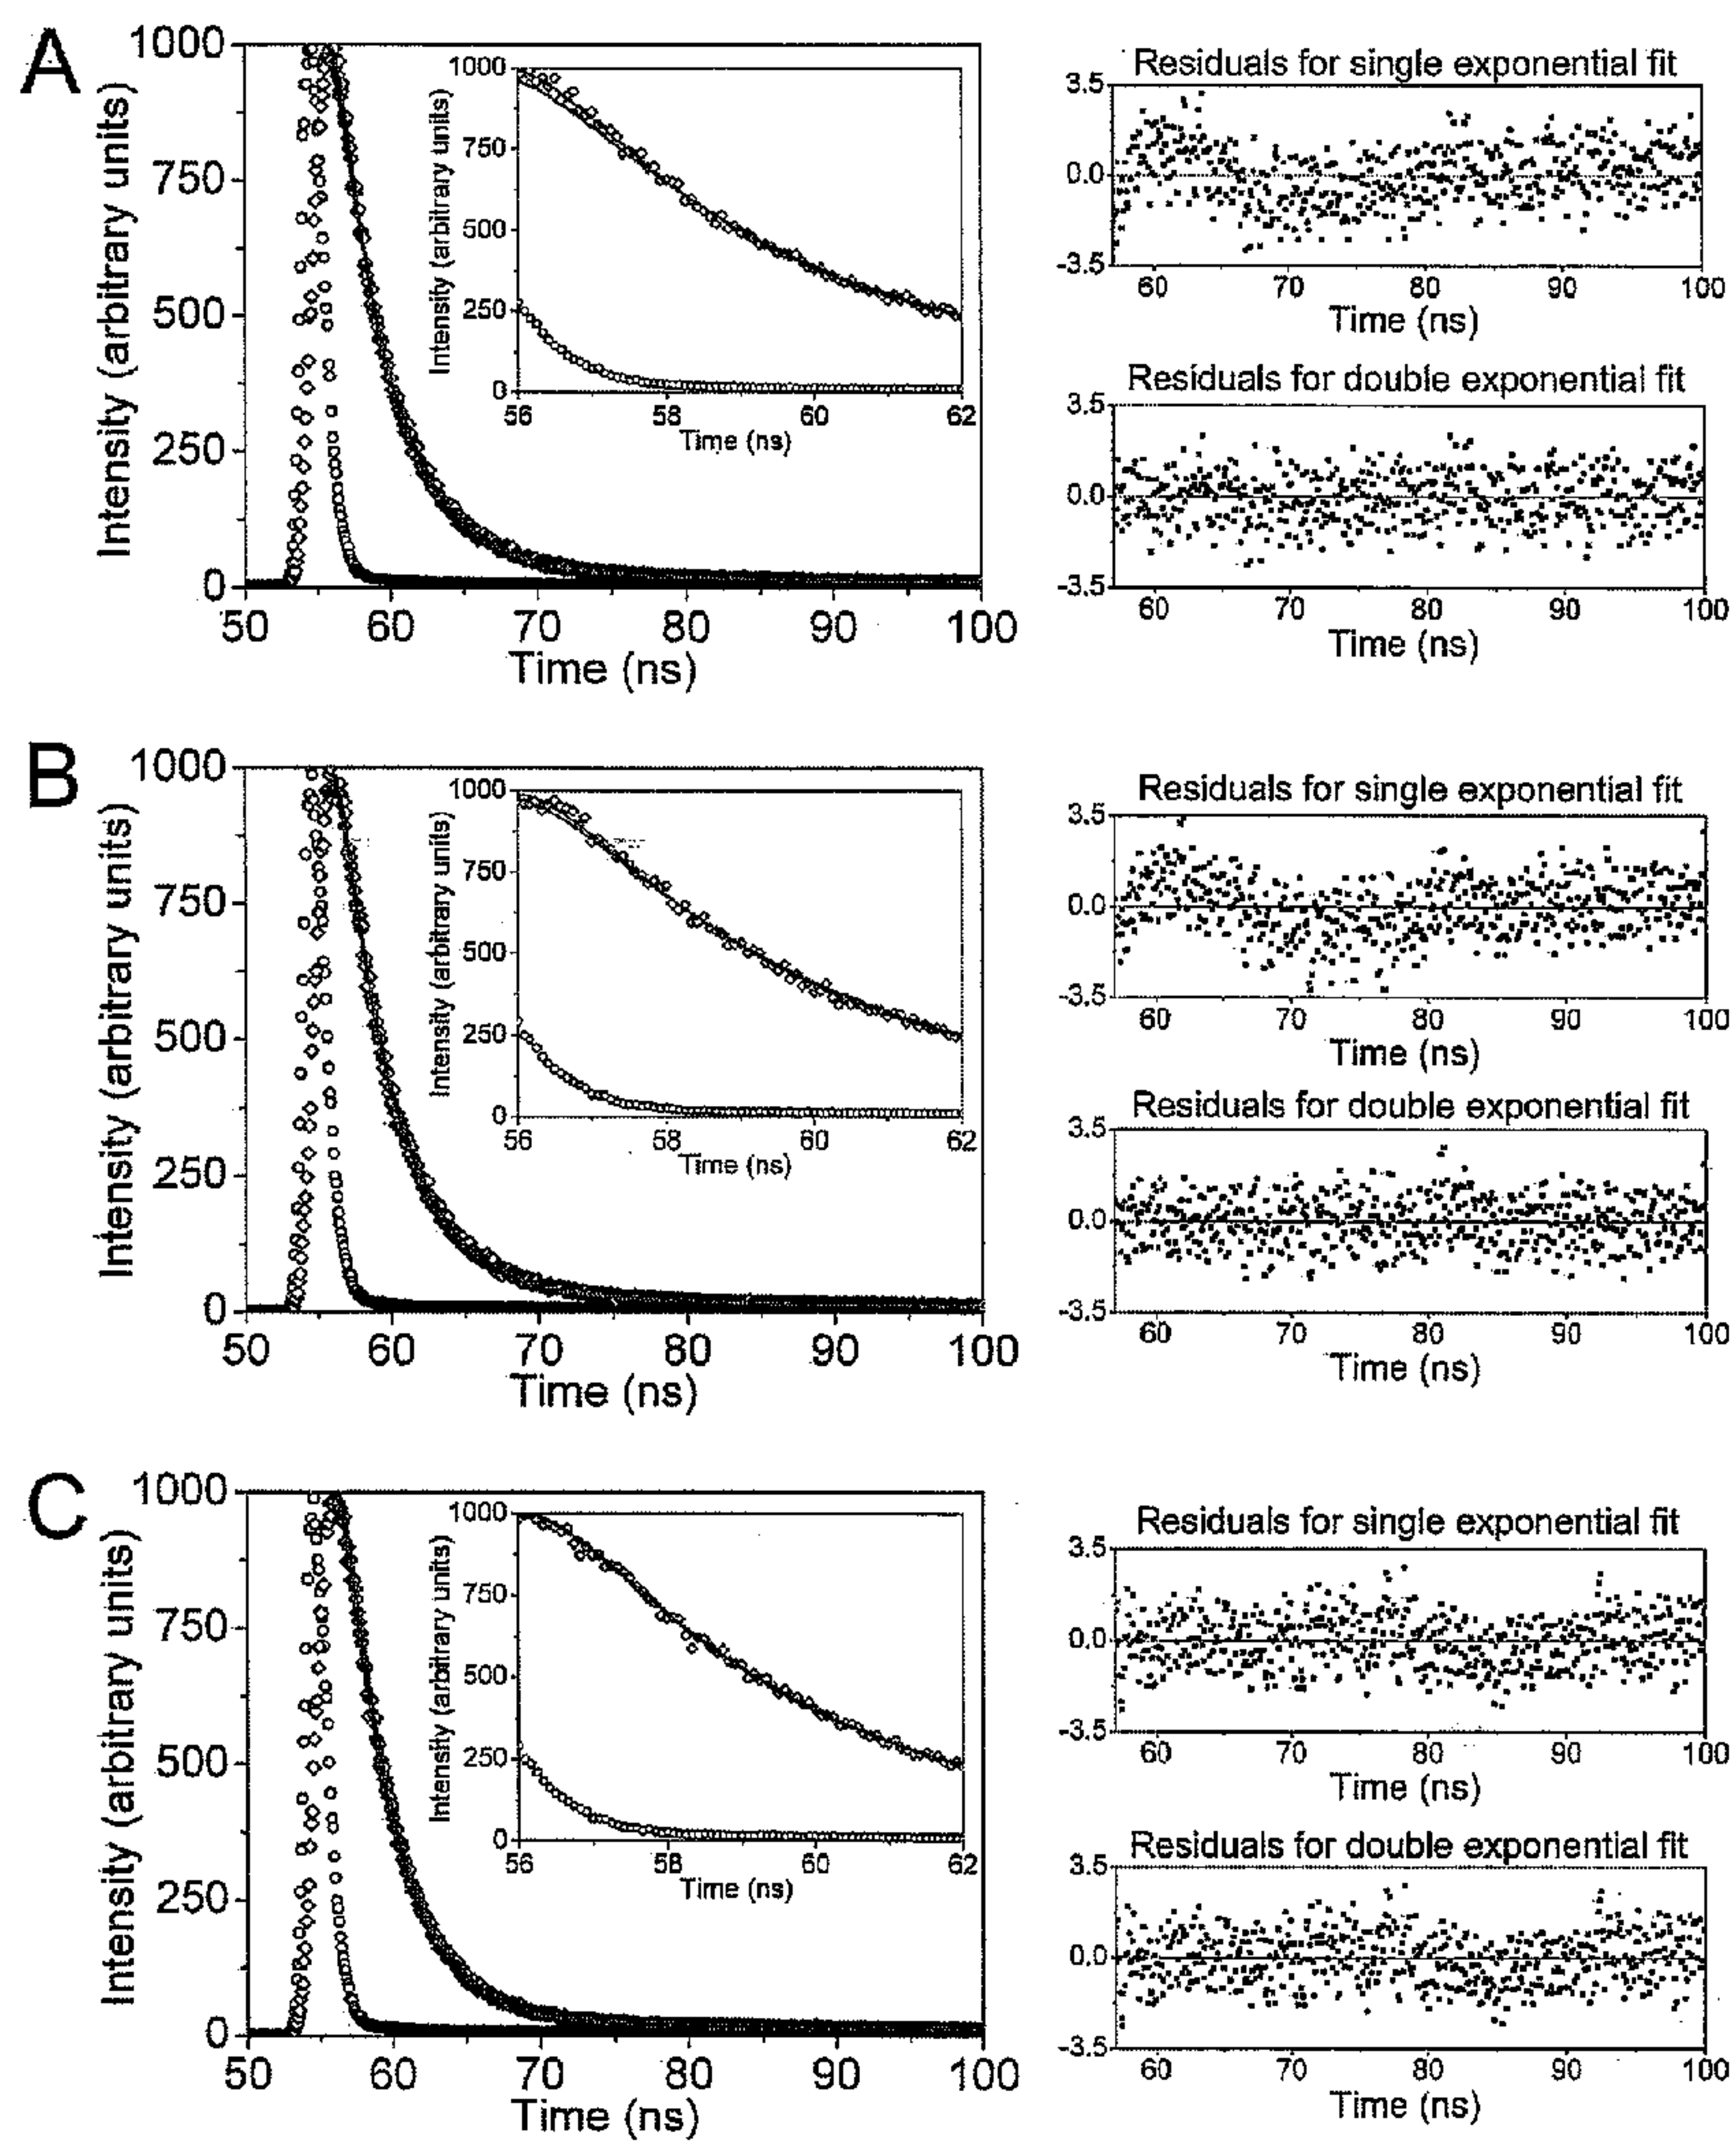 A
Intensity (arbitrary units)
1000
750
500
250
0
50 60 70 80 90 100
Time (ns)
Intensity (arbitrary units)
1000
750
500
250
0
56 58 60 62
Time (ns)
Residuals for single exponential fit
3.5
0.0
-3.5
60 70 80 90 100
Time (ns)
Residuals for double exponential fit
3.5
0.0
-3.5
60 70 80 90 100
Time (ns)
B
Intensity (arbitrary units)
1000
750
500
250
0
50 60 70 80 90 100
Time (ns)
Intensity (arbitrary units)
1000
750
500
250
0
56 58 60 62
Time (ns)
Residuals for single exponential fit
3.5
0.0
-3.5
60 70 80 90 100
Time (ns)
Residuals for double exponential fit
3.5
0.0
-3.5
60 70 80 90 100
Time (ns)
C
Intensity (arbitrary units)
1000
750
500
250
0
50 60 70 80 90 100
Time (ns)
Intensity (arbitrary units)
1000
750
500
250
0
56 58 60 62
Time (ns)
Residuals for single exponential fit
3.5
0.0
-3.5
60 70 80 90 100
Time (ns)
Residuals for double exponential fit
3.5
0.0
-3.5
60 70 80 90 100
Time (ns)